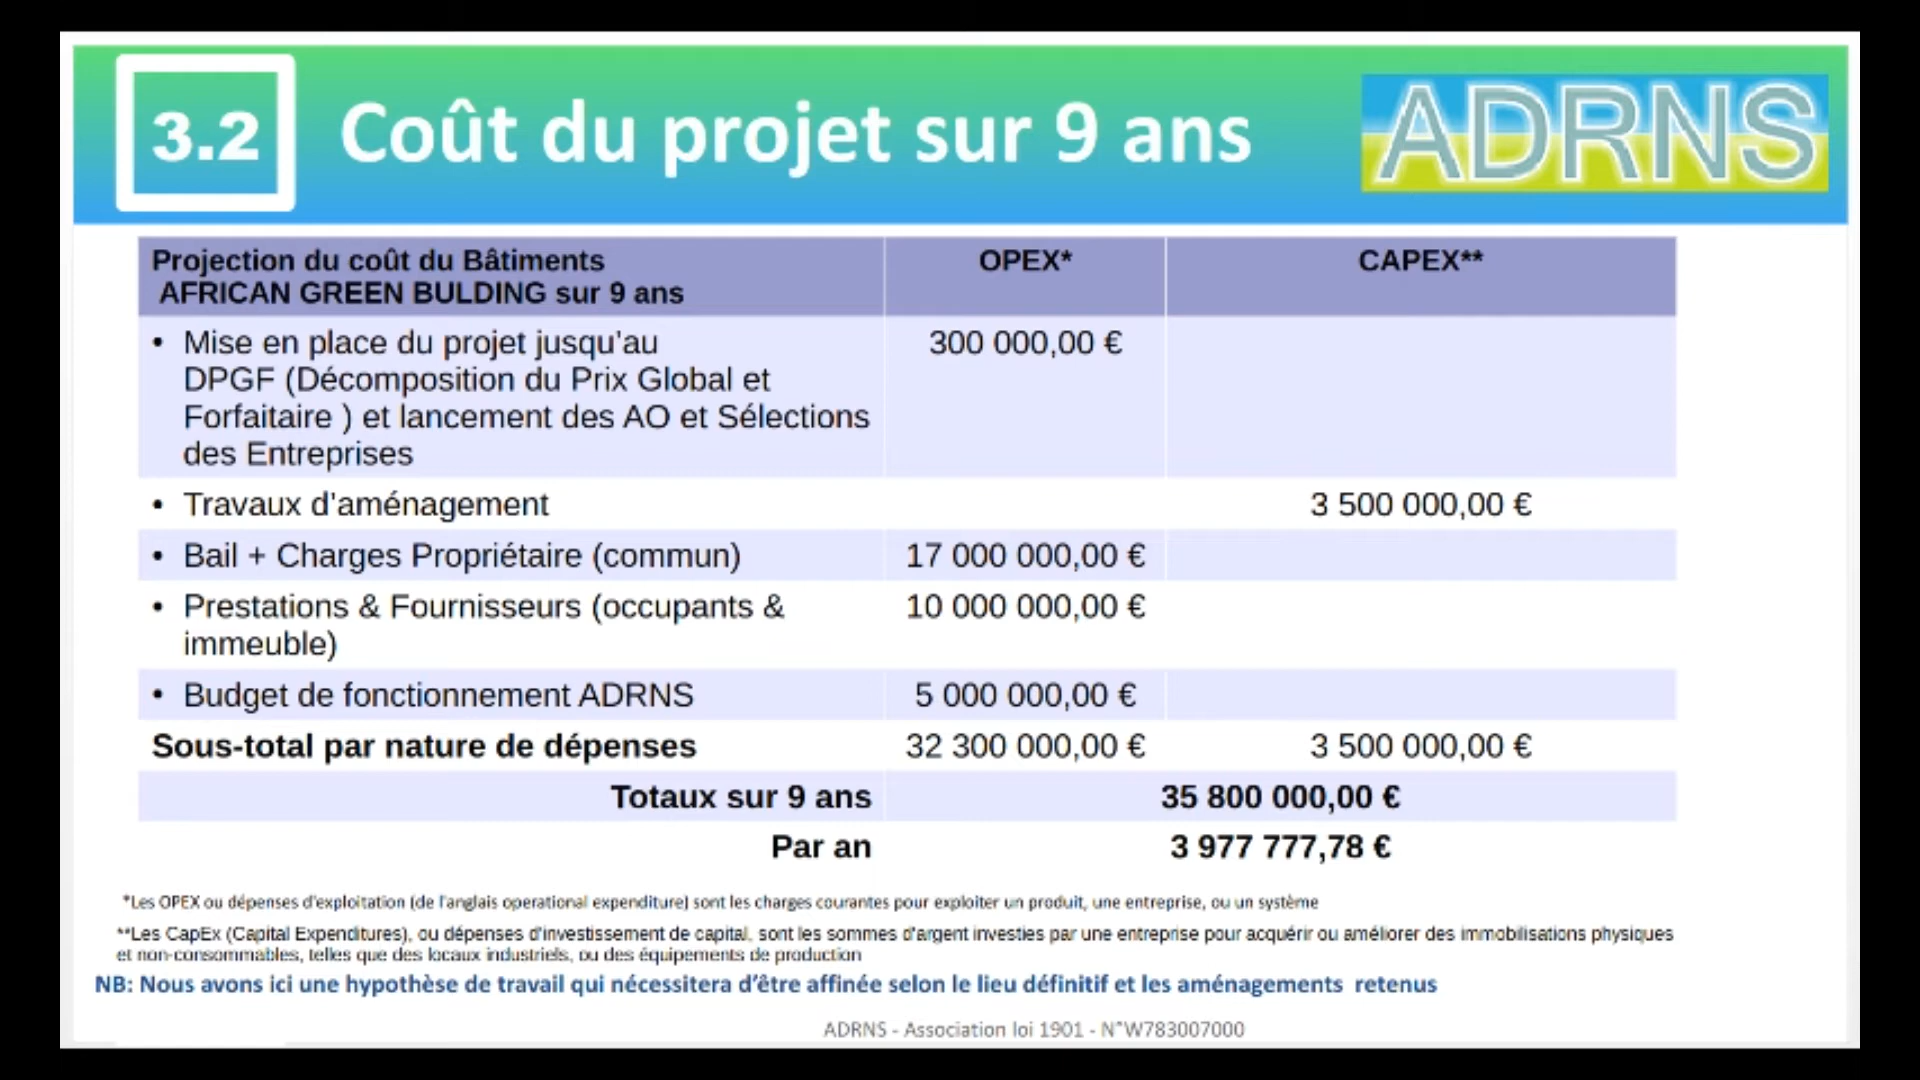 3.2
Coût du projet sur 9 ans
ADRNS
Projection du coût du Bâtiments
AFRICAN GREEN BULDING sur 9 ans
OPEX*
CAPEX**
• Mise en place du projet jusqu'au
DPGF (Décomposition du Prix Global et
Forfaitaire ) et lancement des AO et Sélections
des Entreprises
300 000,00 €
• Travaux d'aménagement
3 500 000,00 €
• Bail + Charges Propriétaire (commun)
17 000 000,00 €
• Prestations & Fournisseurs (occupants &
immeuble)
10 000 000,00 €
• Budget de fonctionnement ADRNS
5 000 000,00 €
Sous-total par nature de dépenses
32 300 000,00 €
3 500 000,00 €
Totaux sur 9 ans
35 800 000,00 €
Par an
3 977 777,78 €
*Les OPEX ou dépenses d'exploitation (de l'anglais operational expenditure) sont les charges courantes pour exploiter un produit, une entreprise, ou un système
**Les CapEx (Capital Expenditures), ou dépenses d'investissement de capital, sont les sommes d'argent investies par une entreprise pour acquérir ou améliorer des immobilisations physiques
et non-consommables, telles que des locaux industriels, ou des équipements de production
NB: Nous avons ici une hypothèse de travail qui nécessitera d'être affinée selon le lieu définitif et les aménagements retenus
ADRNS - Association loi 1901 - N°W783007000